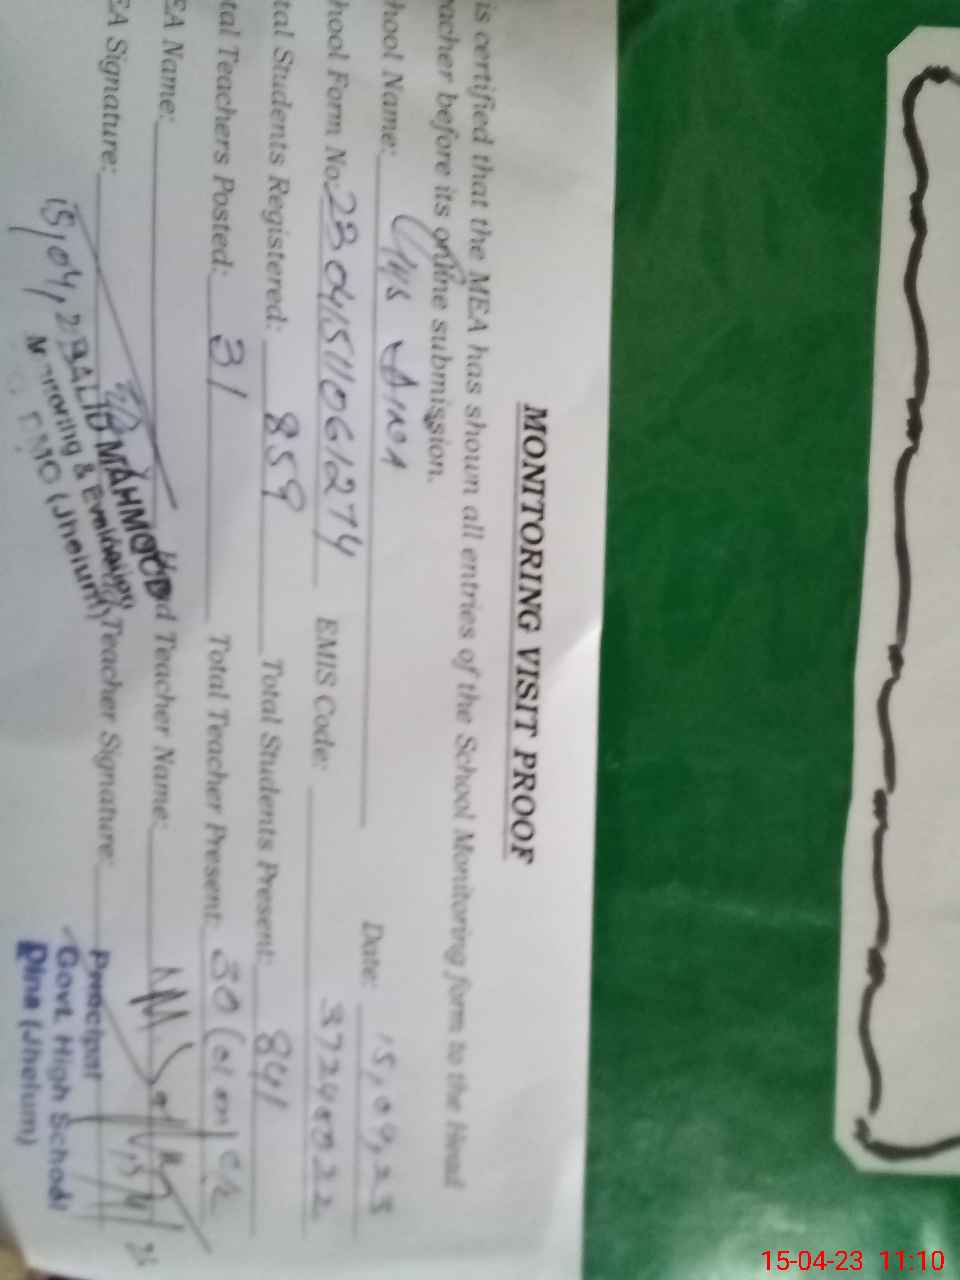 MONITORING VISIT PROOF
is certified that the MEA has shown all entries of the School Monitoring form to the Head
eacher before its online submission.
hool Name: GHS Dina Date: 15,04,23
hool Form No: 23041511061274 EMIS Code: 37240022
tal Students Registered: 859 Total Students Present: 841
tal Teachers Posted: 31 Total Teacher Present: 30
EA Name: d Teacher Name:
EA Signature: Teacher Signature:
15,04,23
ALID MAHMOOD
Monitoring & Evaluation
DMO (Jhelum)
Principal
Govt. High School
Dina (Jhelum)
15-04-23 11:10